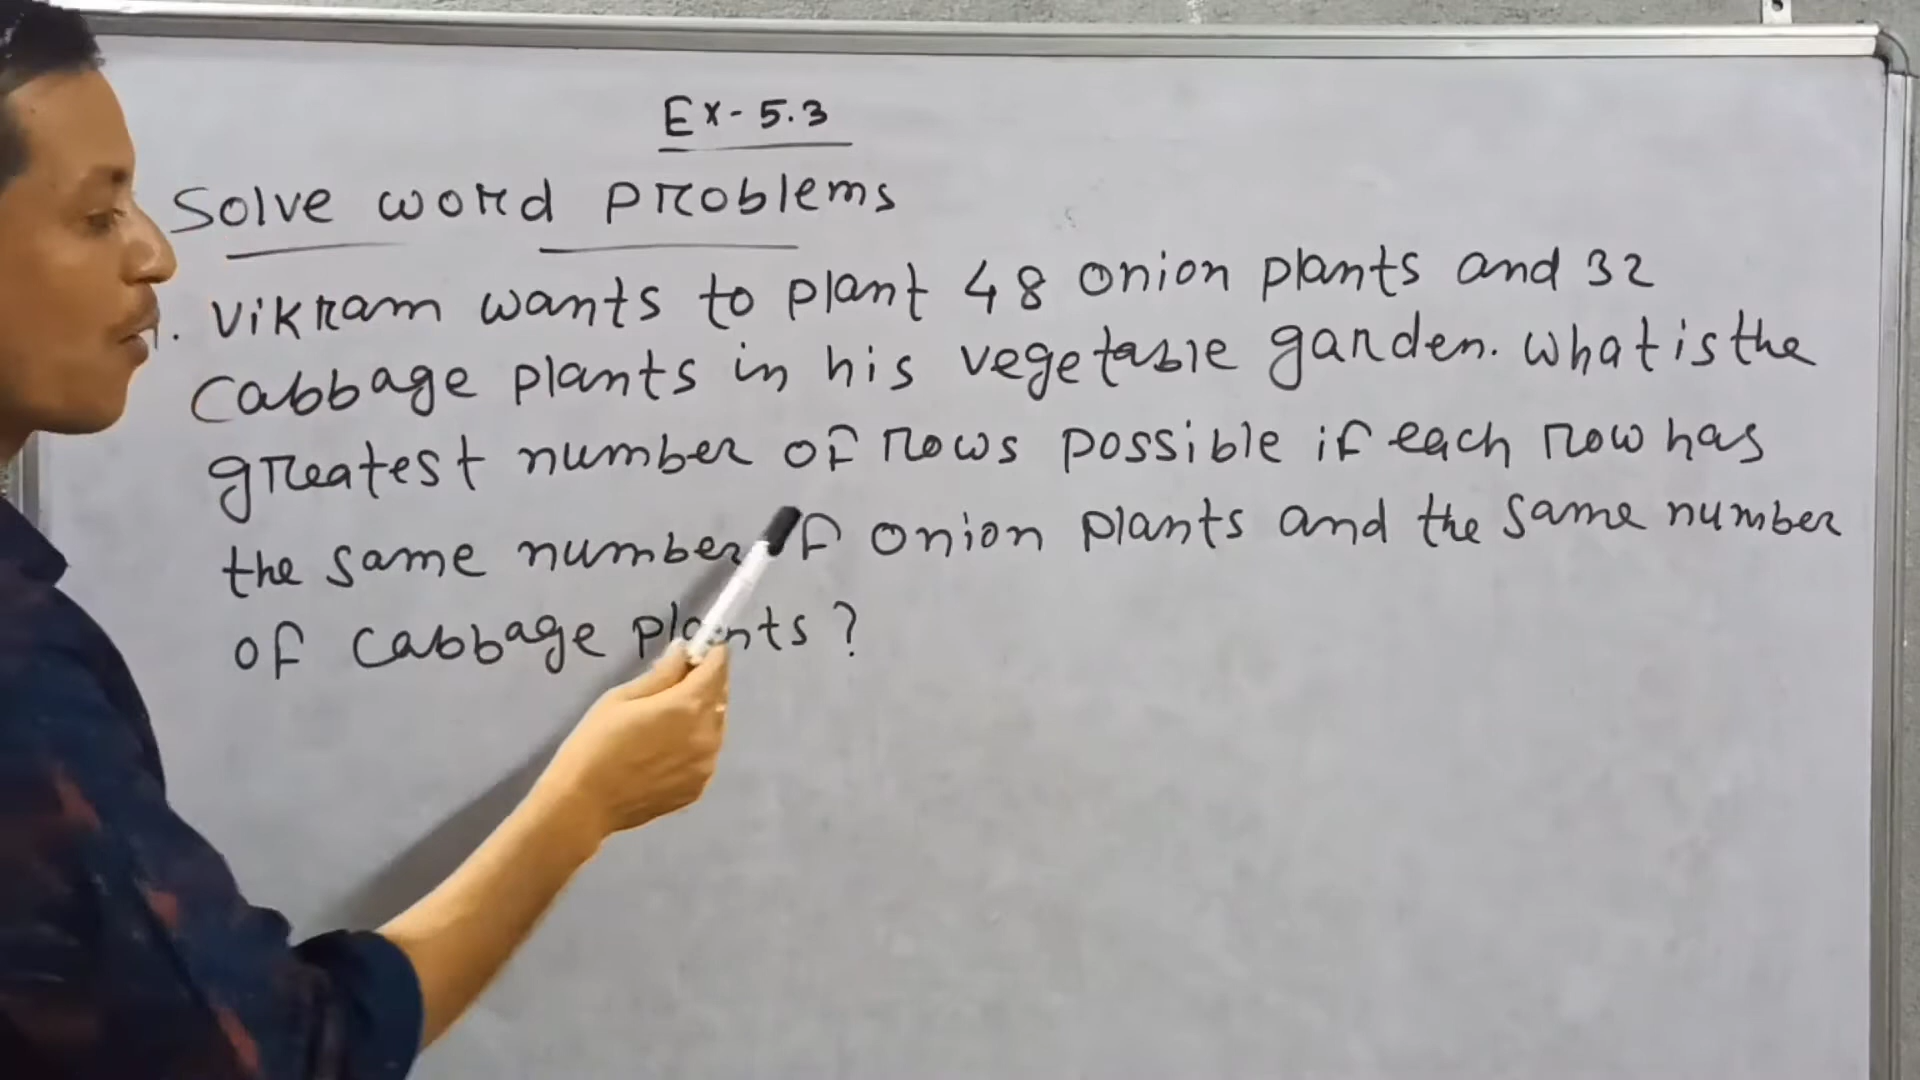 Ex - 5.3
Solve word problems
1. Vikram wants to plant 48 onion plants and 32
Cabbage plants in his vegetable garden. What is the
greatest number of rows possible if each row has
the same number of onion plants and the same number
of cabbage plants?